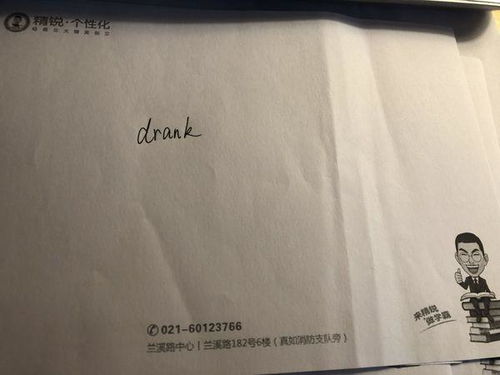 精锐·个性化
drank
来精锐
做学霸
021-60123766
兰溪路中心丨兰溪路182号6楼（真如消防支队旁）